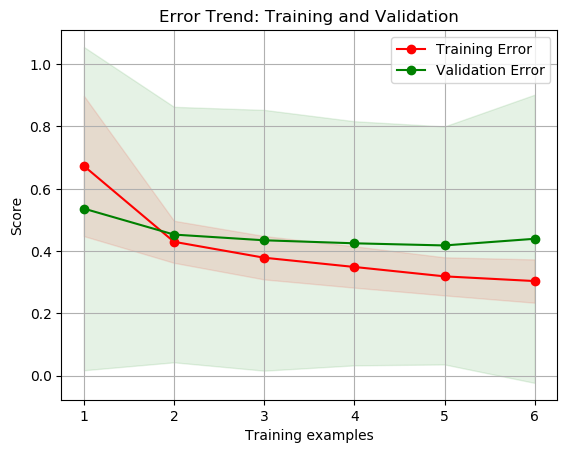 Error Trend: Training and Validation
Training Error
Validation Error
Score
1.0
0.8
0.6
0.4
0.2
0.0
1 2 3 4 5 6
Training examples